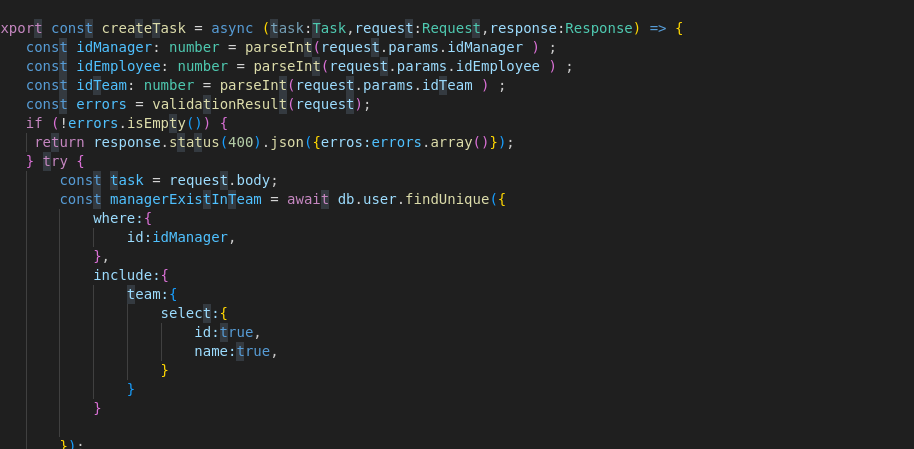 xport const createTask = async (task:Task,request:Request,response:Response) => {
const idManager: number = parseInt(request.params.idManager ) ;
const idEmployee: number = parseInt(request.params.idEmployee ) ;
const idTeam: number = parseInt(request.params.idTeam ) ;
const errors = validationResult(request);
if (!errors.isEmpty()) {
return response.status(400).json({erros:errors.array()});
} try {
const task = request.body;
const managerExistInTeam = await db.user.findUnique({
where:{
id:idManager,
},
include:{
team:{
select:{
id:true,
name:true,
}
}
}
});